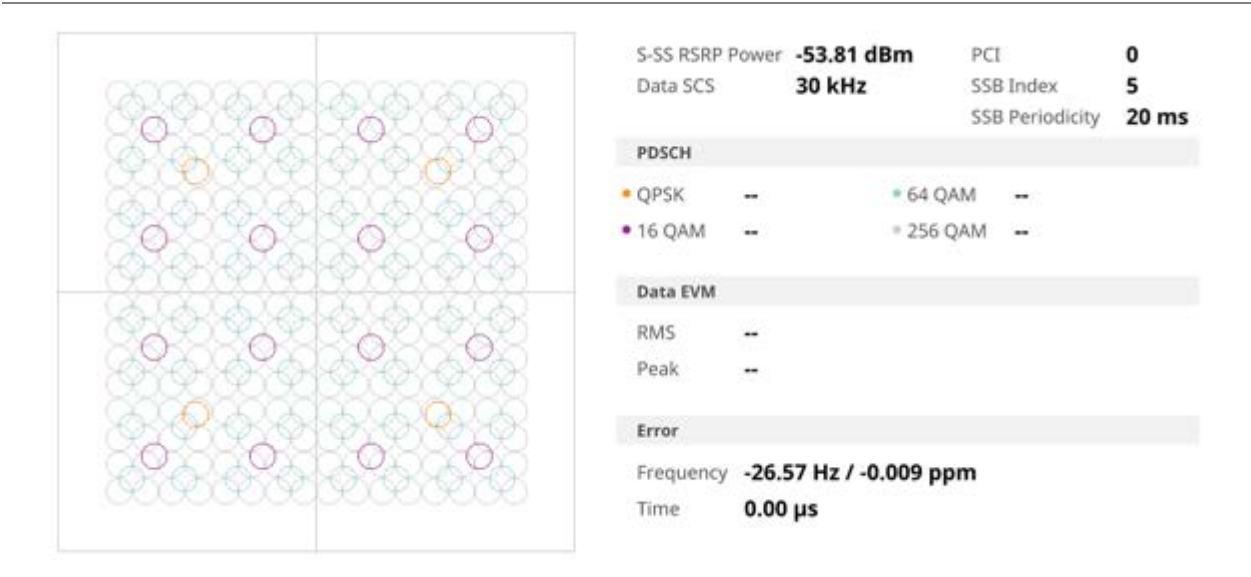 S-SS RSRP Power -53.81 dBm PCI 0
Data SCS 30 kHz SSB Index 5
SSB Periodicity 20 ms
PDSCH
QPSK -- 64 QAM --
16 QAM -- 256 QAM --
Data EVM
RMS --
Peak --
Error
Frequency -26.57 Hz / -0.009 ppm
Time 0.00 µs